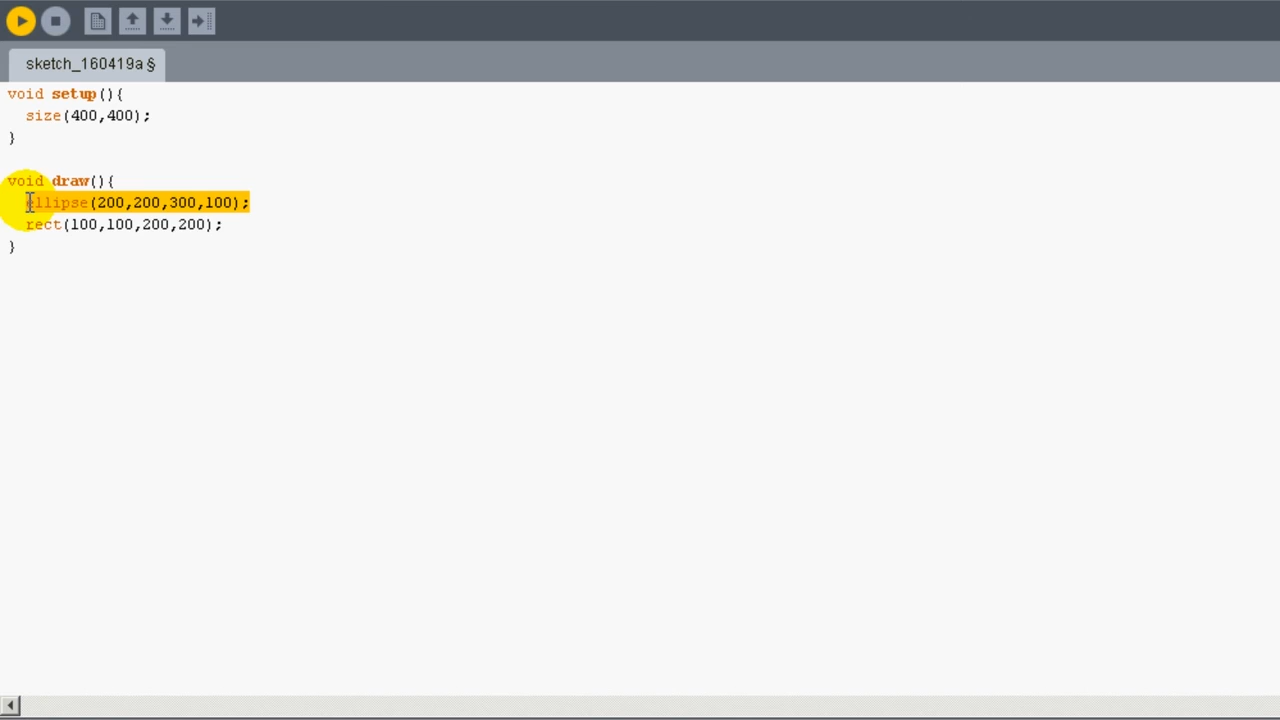 sketch_160419a §
void setup(){
  size(400,400);
}
void draw(){
  ellipse(200,200,300,100);
  rect(100,100,200,200);
}